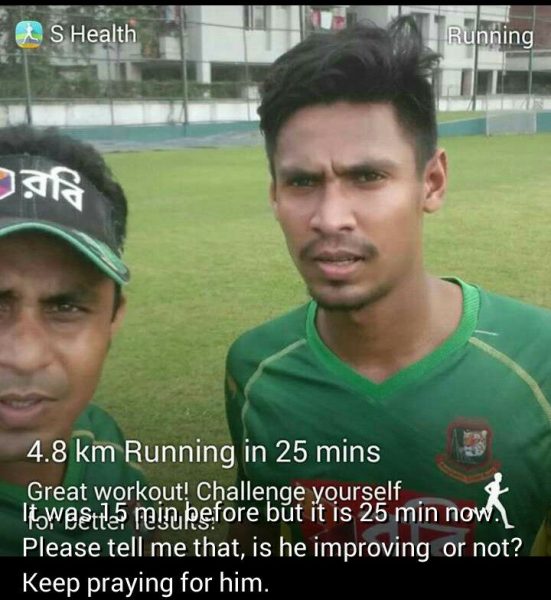 S Health
Running
রবি
4.8 km Running in 25 mins
Great workout! Challenge yourself
for better results!
It was 15 min before but it is 25 min now.
Please tell me that, is he improving or not?
Keep praying for him.